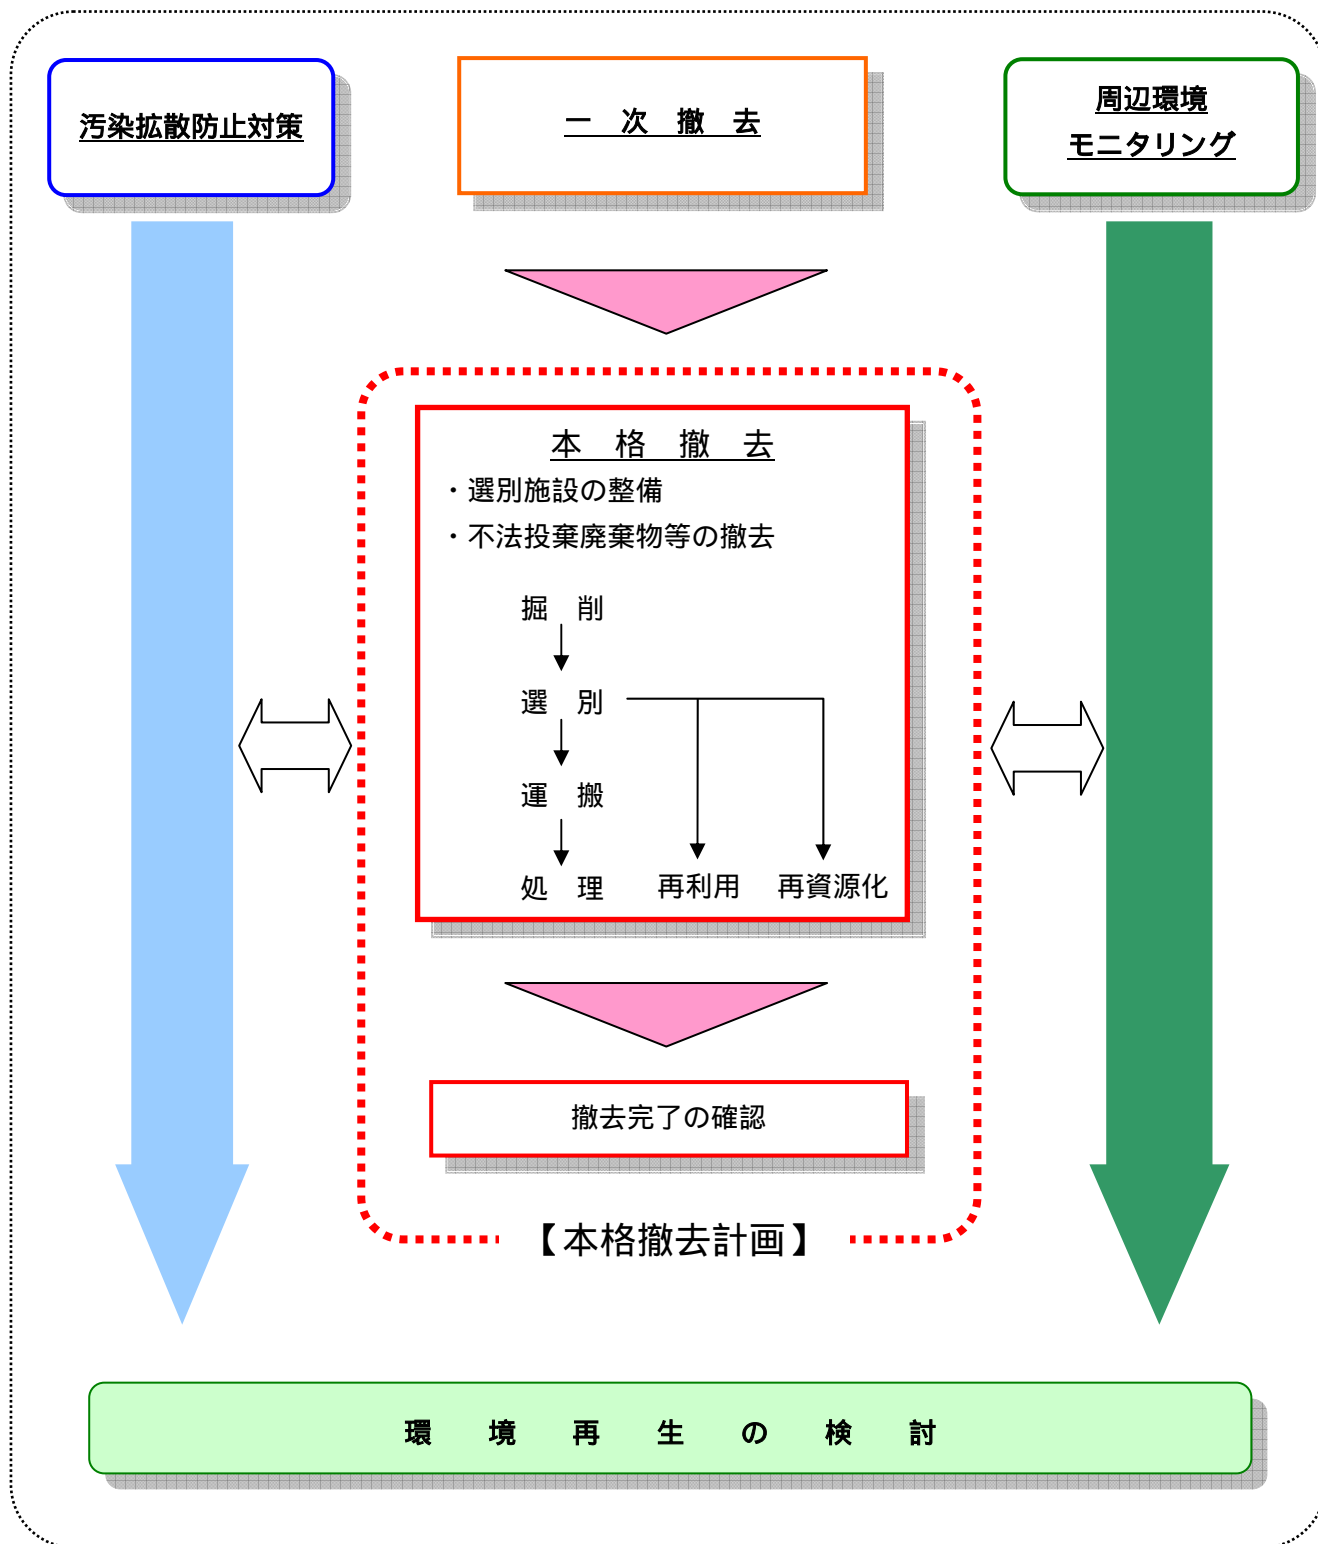 汚染拡散防止対策
一　次　撤　去
周辺環境
モニタリング
本　格　撤　去
・選別施設の整備
・不法投棄廃棄物等の撤去
掘　削
選　別
運　搬
処　理
再利用
再資源化
撤去完了の確認
【本格撤去計画】
環　境　再　生　の　検　討